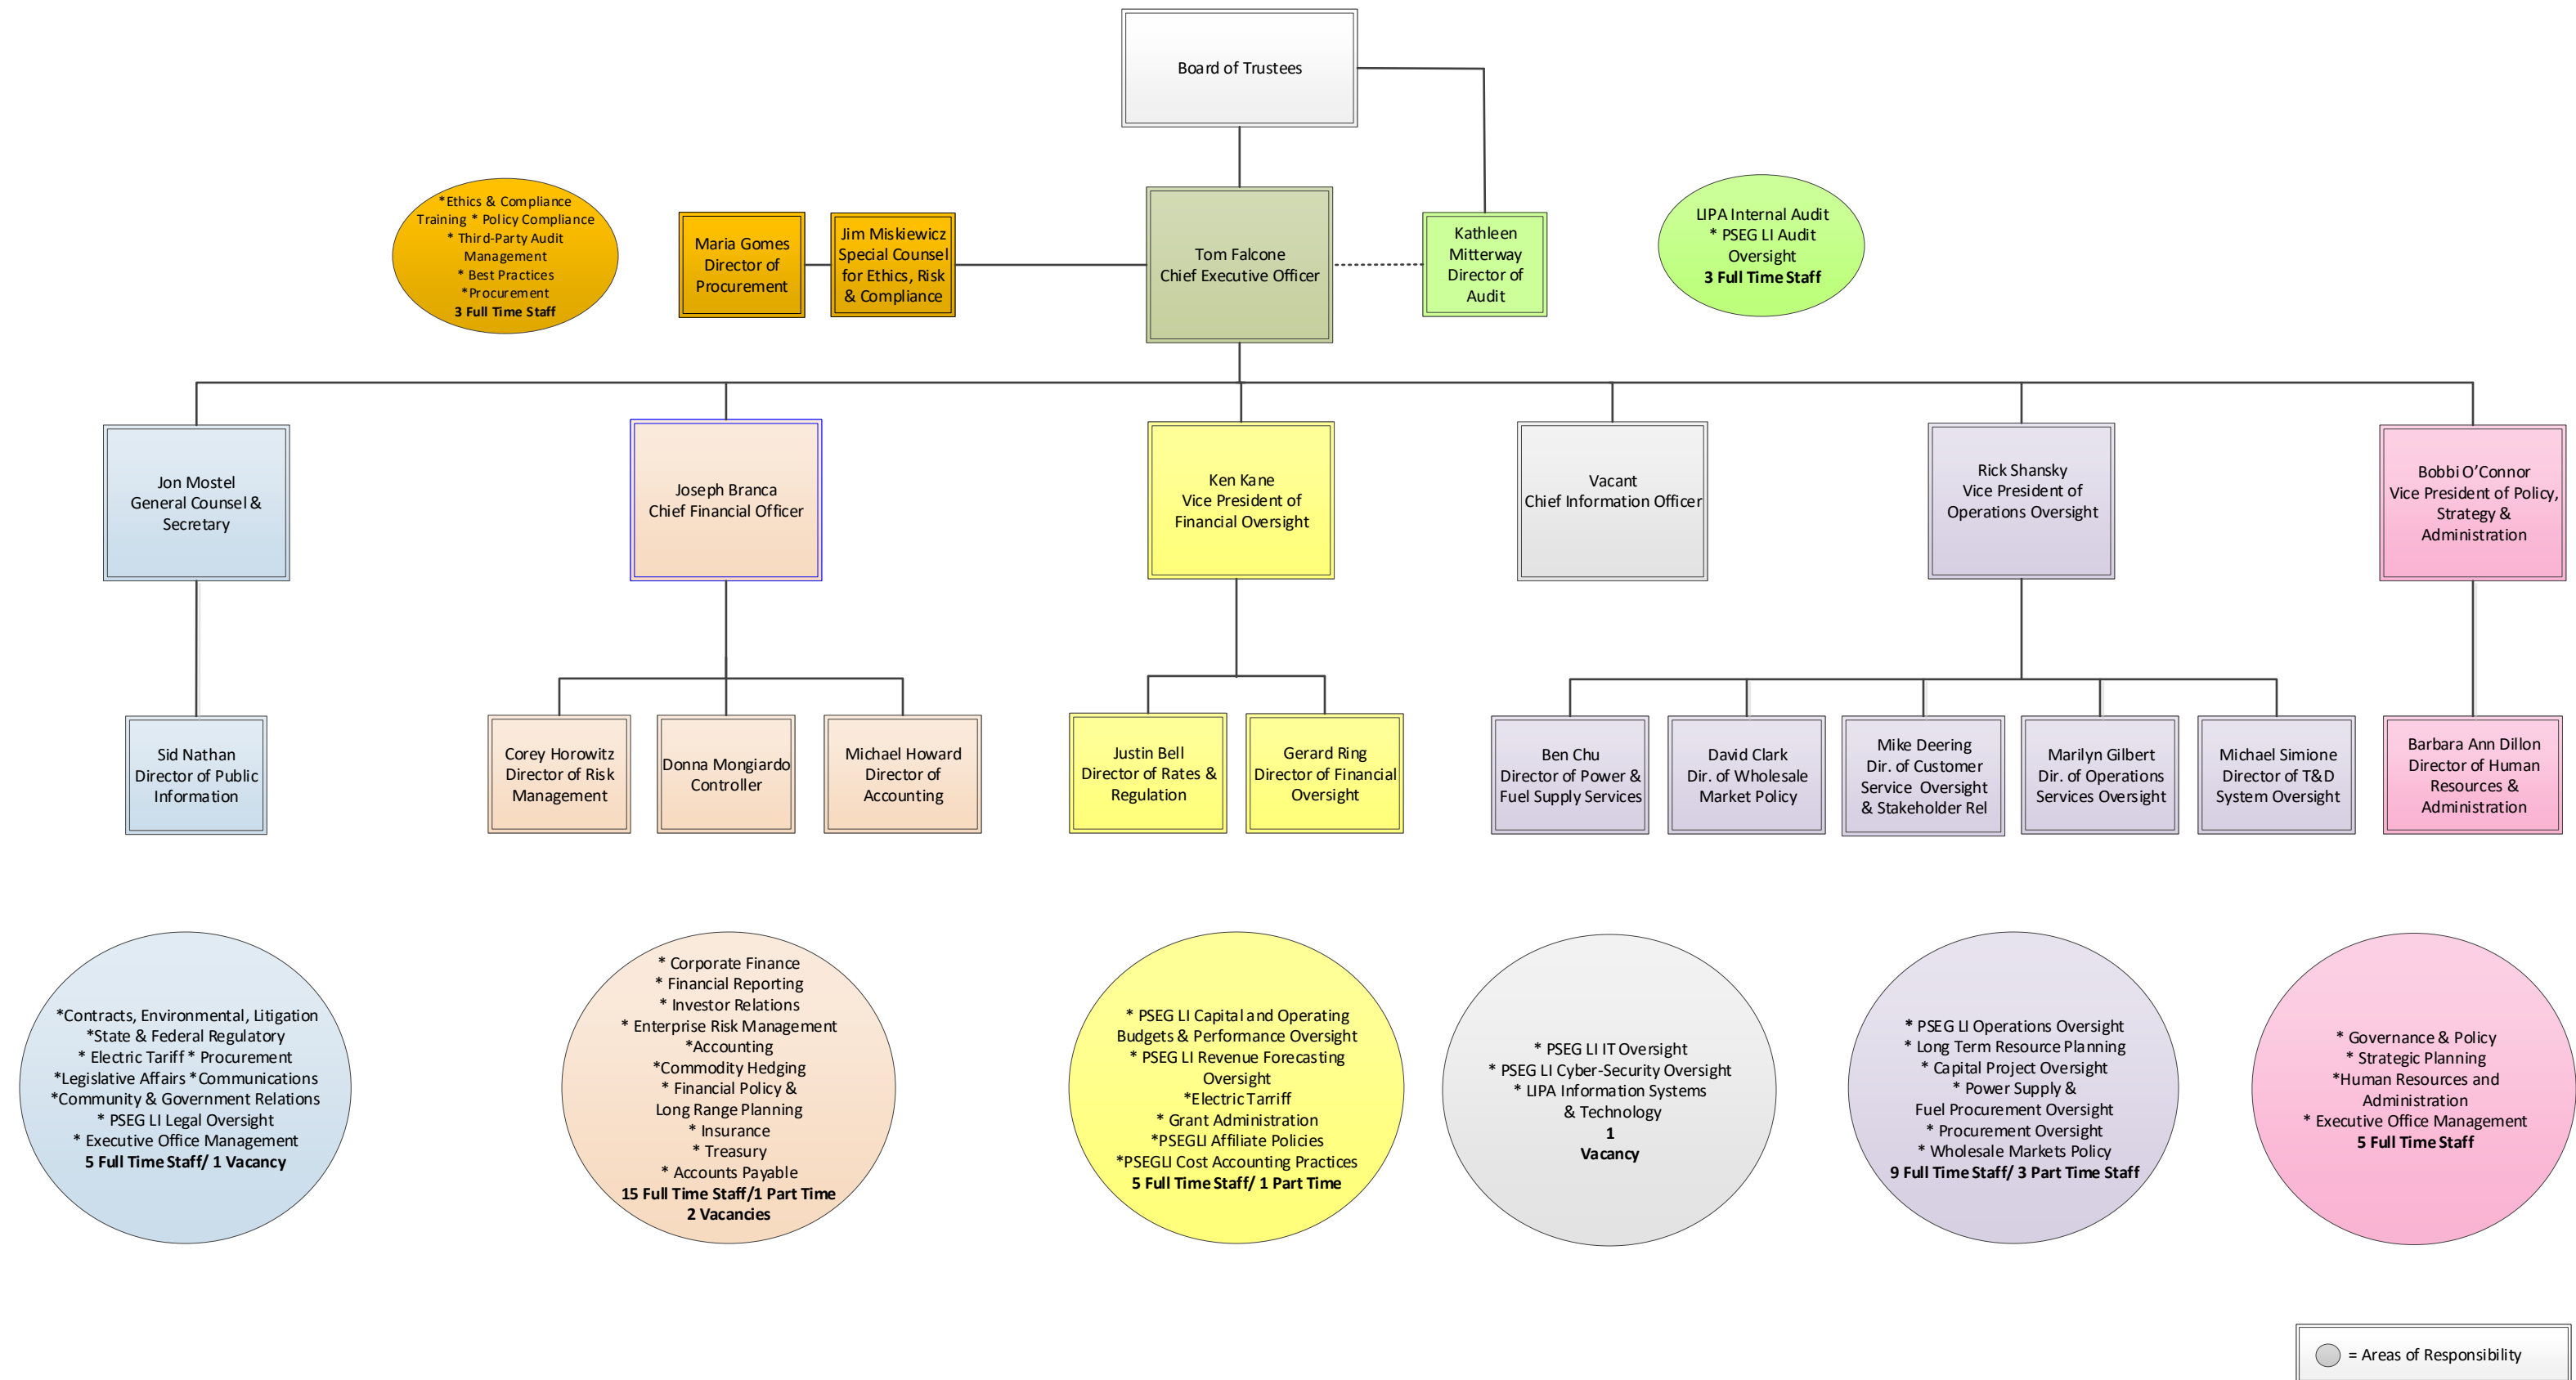 Board of Trustees
*Ethics & Compliance
Training * Policy Compliance
* Third-Party Audit
Management
* Best Practices
*Procurement
3 Full Time Staff
Maria Gomes
Director of
Procurement
Jim Miskiewicz
Special Counsel
for Ethics, Risk
& Compliance
Tom Falcone
Chief Executive Officer
Kathleen
Mitterway
Director of
Audit
LIPA Internal Audit
* PSEG LI Audit
Oversight
3 Full Time Staff
Jon Mostel
General Counsel &
Secretary
Joseph Branca
Chief Financial Officer
Ken Kane
Vice President of
Financial Oversight
Vacant
Chief Information Officer
Rick Shansky
Vice President of
Operations Oversight
Bobbi O’Connor
Vice President of Policy,
Strategy &
Administration
Sid Nathan
Director of Public
Information
Corey Horowitz
Director of Risk
Management
Donna Mongiardo
Controller
Michael Howard
Director of
Accounting
Justin Bell
Director of Rates &
Regulation
Gerard Ring
Director of Financial
Oversight
Ben Chu
Director of Power &
Fuel Supply Services
David Clark
Dir. of Wholesale
Market Policy
Mike Deering
Dir. of Customer
Service Oversight
& Stakeholder Rel
Marilyn Gilbert
Dir. of Operations
Services Oversight
Michael Simione
Director of T&D
System Oversight
Barbara Ann Dillon
Director of Human
Resources &
Administration
*Contracts, Environmental, Litigation
*State & Federal Regulatory
* Electric Tariff * Procurement
*Legislative Affairs *Communications
*Community & Government Relations
* PSEG LI Legal Oversight
* Executive Office Management
5 Full Time Staff/ 1 Vacancy
* Corporate Finance
* Financial Reporting
* Investor Relations
* Enterprise Risk Management
*Accounting
*Commodity Hedging
* Financial Policy &
Long Range Planning
* Insurance
* Treasury
* Accounts Payable
15 Full Time Staff/1 Part Time
2 Vacancies
* PSEG LI Capital and Operating
Budgets & Performance Oversight
* PSEG LI Revenue Forecasting
Oversight
*Electric Tarriff
* Grant Administration
*PSEGLI Affiliate Policies
*PSEGLI Cost Accounting Practices
5 Full Time Staff/ 1 Part Time
* PSEG LI IT Oversight
* PSEG LI Cyber-Security Oversight
* LIPA Information Systems
& Technology
1
Vacancy
* PSEG LI Operations Oversight
* Long Term Resource Planning
* Capital Project Oversight
* Power Supply &
Fuel Procurement Oversight
* Procurement Oversight
* Wholesale Markets Policy
9 Full Time Staff/ 3 Part Time Staff
* Governance & Policy
* Strategic Planning
*Human Resources and
Administration
* Executive Office Management
5 Full Time Staff
= Areas of Responsibility